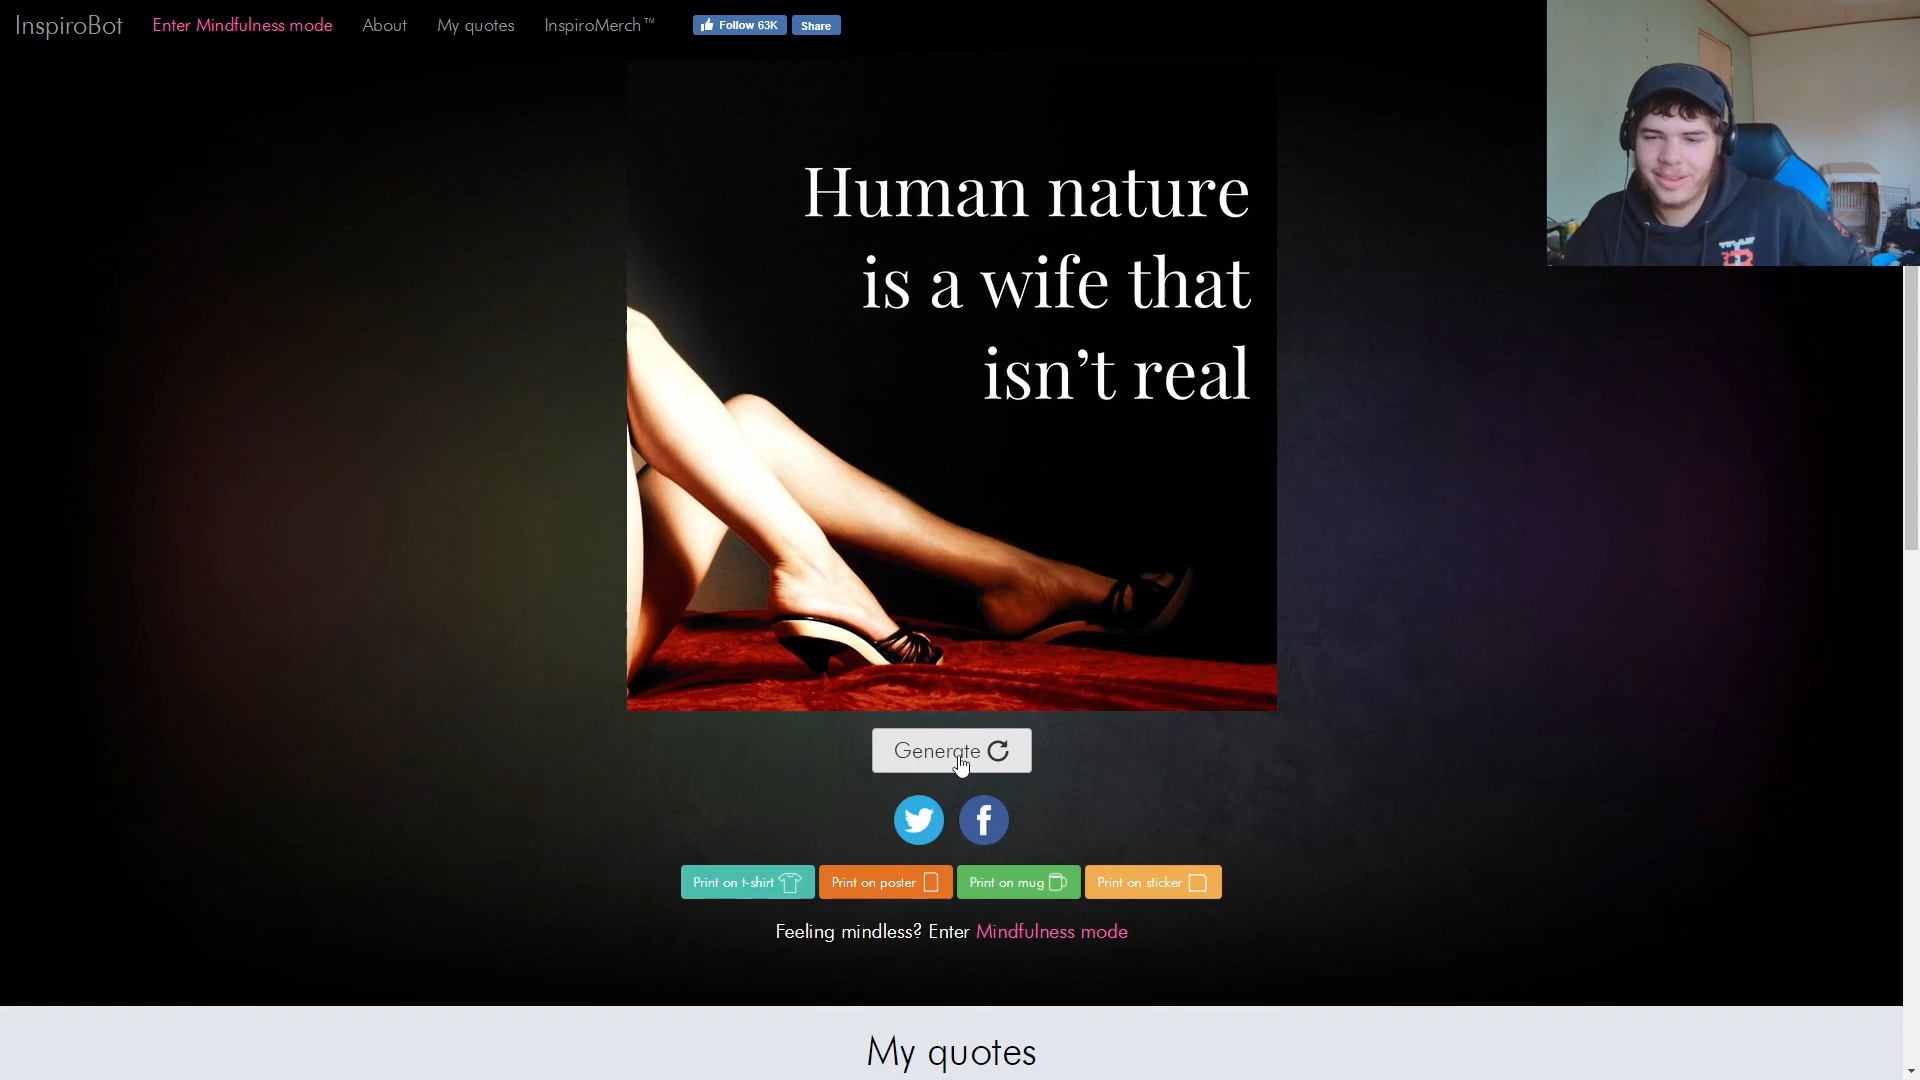 InspiroBot Enter Mindfulness mode About My quotes InspiroMerch™ Follow 63K Share
Human nature
is a wife that
isn't real
Generate
Print on t-shirt Print on poster Print on mug Print on sticker
Feeling mindless? Enter Mindfulness mode
My quotes